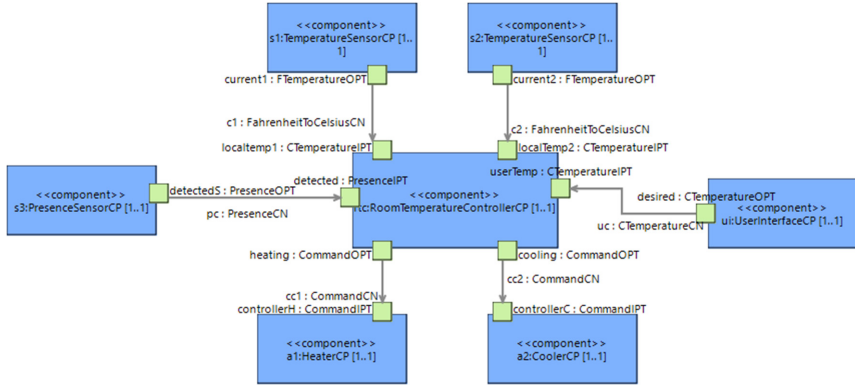 <<component>>
s1:TemperatureSensorCP [1..
1]
<<component>>
s2:TemperatureSensorCP [1..
1]
current1 : FTemperatureOPT
current2 : FTemperatureOPT
c1 : FahrenheitToCelsiusCN
c2 : FahrenheitToCelsiusCN
localtemp1 : CTemperatureIPT
localTemp2 : CTemperatureIPT
userTemp : CTemperatureIPT
detected : PresenceIPT
<<component>>
s3:PresenceSensorCP [1..1]
detectedS : PresenceOPT
pc : PresenceCN
<<component>>
rtc:RoomTemperatureControllerCP [1..1]
desired : CTemperatureOPT
uc : CTemperatureCN
<<component>>
ui:UserInterfaceCP [1..1]
heating : CommandOPT
cooling : CommandOPT
cc1 : CommandCN
cc2 : CommandCN
controllerH : CommandIPT
controllerC : CommandIPT
<<component>>
a1:HeaterCP [1..1]
<<component>>
a2:CoolerCP [1..1]